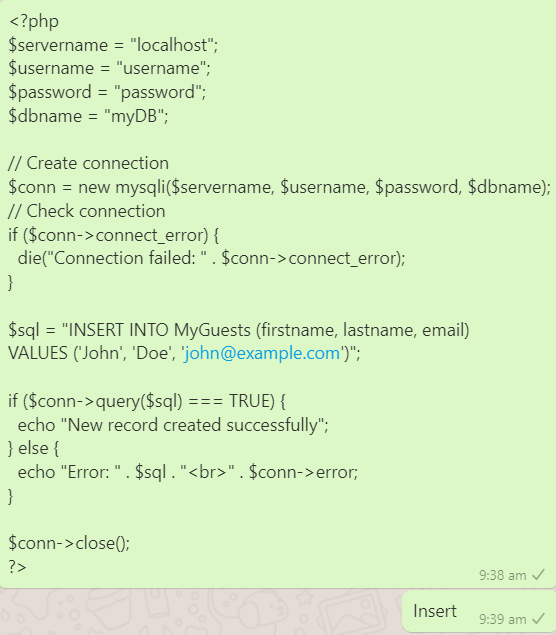 <?php
$servername = "localhost";
$username = "username";
$password = "password";
$dbname = "myDB";

// Create connection
$conn = new mysqli($servername, $username, $password, $dbname);
// Check connection
if ($conn->connect_error) {
  die("Connection failed: " . $conn->connect_error);
}

$sql = "INSERT INTO MyGuests (firstname, lastname, email)
VALUES ('John', 'Doe', 'john@example.com')";

if ($conn->query($sql) === TRUE) {
  echo "New record created successfully";
} else {
  echo "Error: " . $sql . "<br>" . $conn->error;
}

$conn->close();
?>
9:38 am
Insert
9:39 am